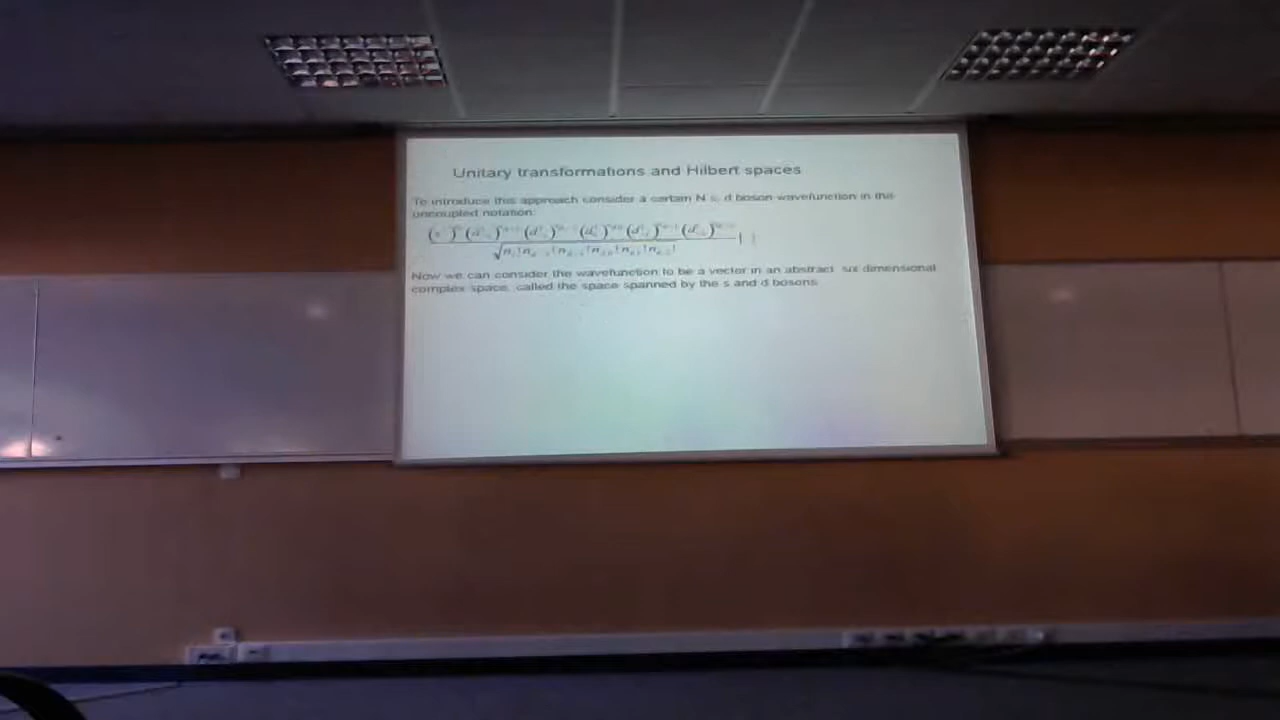 Unitary transformations and Hilbert spaces
To introduce this approach consider a certain N s, d boson wavefunction in the
uncoupled notation:
Now we can consider the wavefunction to be a vector in an abstract six dimensional
complex space, called the space spanned by the s and d bosons